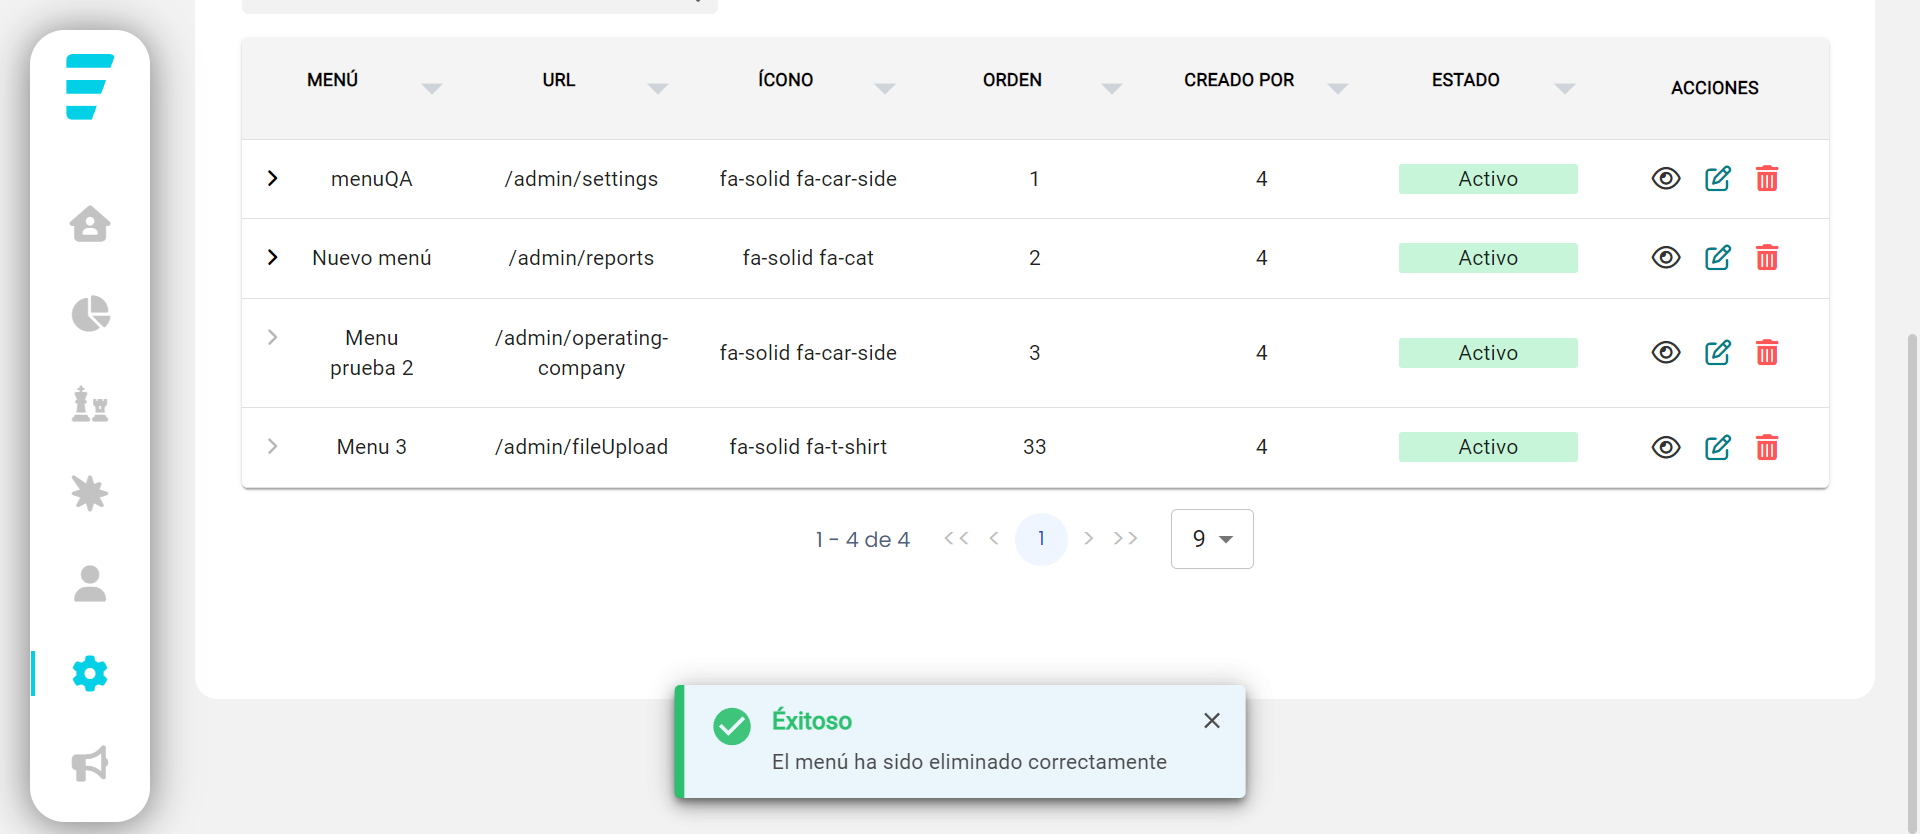 MENÚ URL ÍCONO ORDEN CREADO POR ESTADO ACCIONES
menuQA /admin/settings fa-solid fa-car-side 1 4 Activo
Nuevo menú /admin/reports fa-solid fa-cat 2 4 Activo
Menu /admin/operating-
prueba 2 company fa-solid fa-car-side 3 4 Activo
Menu 3 /admin/fileUpload fa-solid fa-t-shirt 33 4 Activo
1 - 4 de 4 << < 1 > >> 9
Éxitoso
El menú ha sido eliminado correctamente